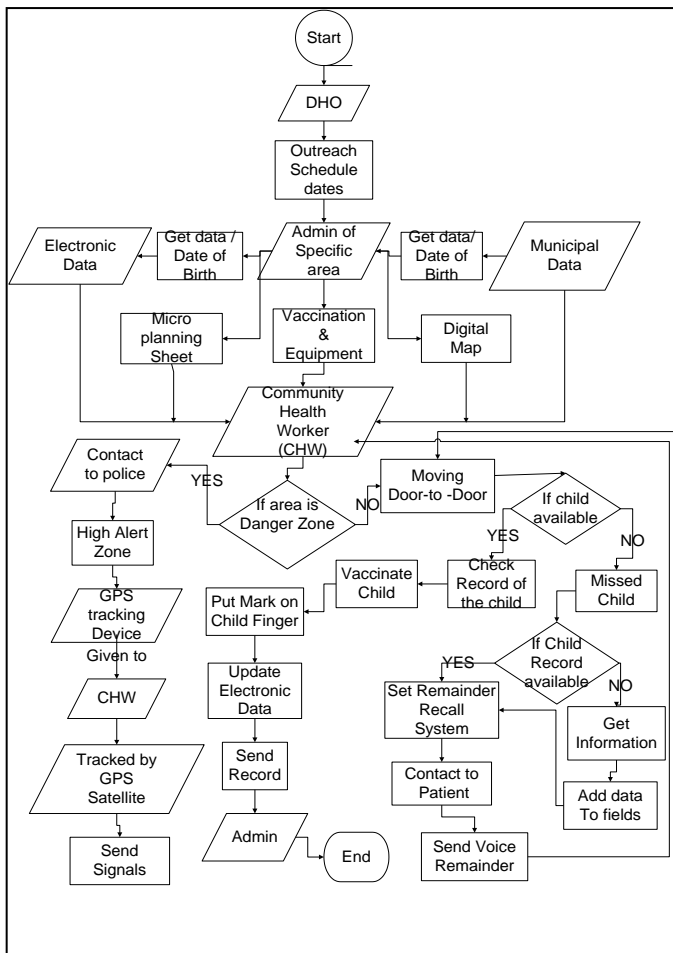 Start
DHO
Outreach
Schedule
dates
Electronic
Data
Get data /
Date of
Birth
Admin of
Specific
area
Get data/
Date of
Birth
Municipal
Data
Micro
planning
Sheet
Vaccination
&
Equipment
Digital
Map
Community
Health
Worker
(CHW)
Contact
to police
YES
If area is
Danger Zone
NO
Moving
Door-to -Door
If child
available
YES
NO
High Alert
Zone
Put Mark on
Child Finger
Vaccinate
Child
Check
Record of
the child
Missed
Child
GPS
tracking
Device
Given to
CHW
Update
Electronic
Data
YES
If Child
Record
available
NO
Set Remainder
Recall
System
Get
Information
Tracked by
GPS
Satellite
Send
Record
Contact to
Patient
Add data
To fields
Send
Signals
Admin
End
Send Voice
Remainder